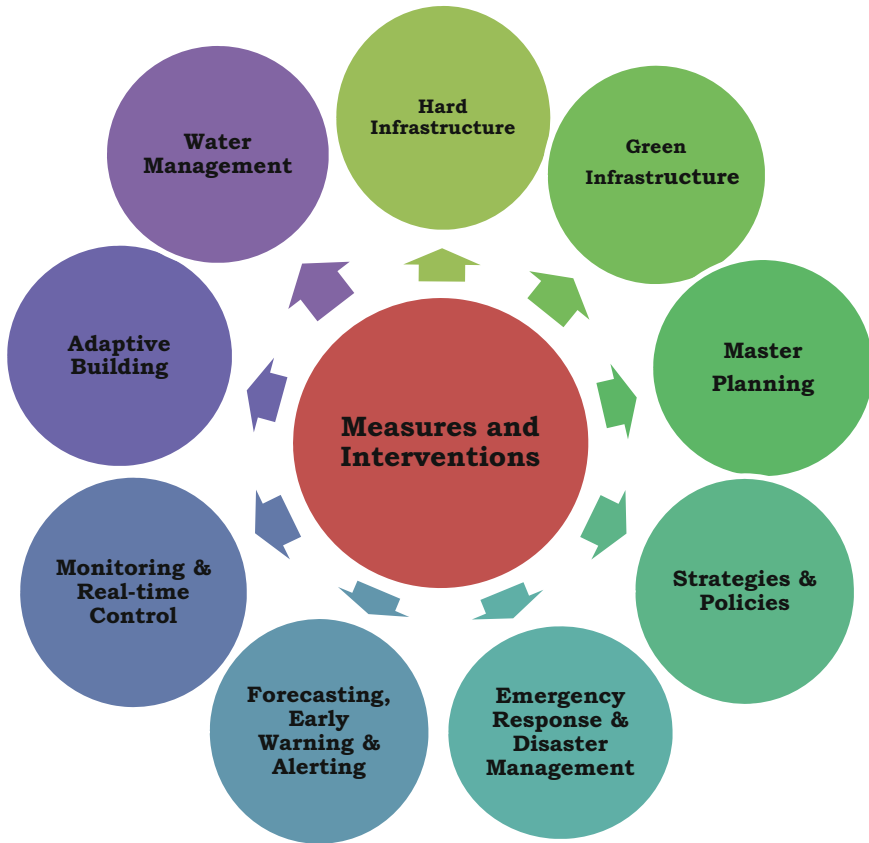 Hard
Infrastructure
Green
Infrastructure
Master
Planning
Strategies &
Policies
Emergency
Response &
Disaster
Management
Forecasting,
Early
Warning &
Alerting
Monitoring &
Real-time
Control
Adaptive
Building
Water
Management
Measures and
Interventions